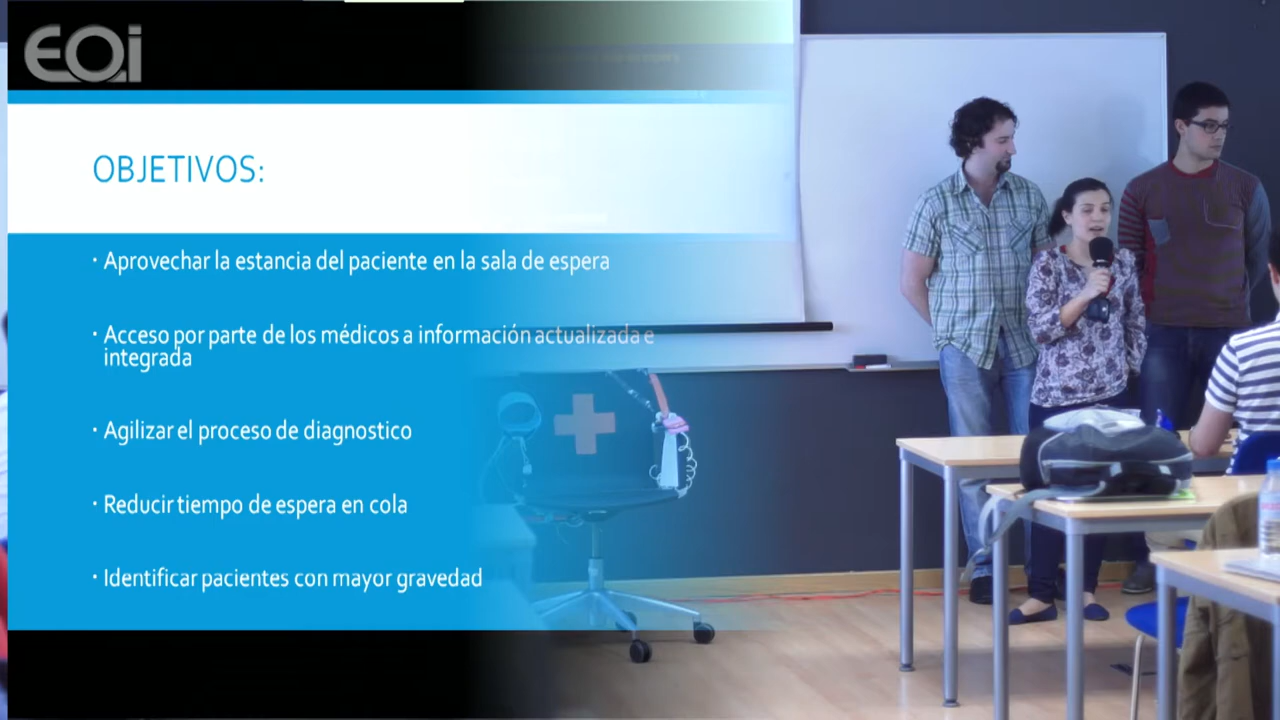 EOi
OBJETIVOS:
· Aprovechar la estancia del paciente en la sala de espera
· Acceso por parte de los médicos a información actualizada e
integrada
· Agilizar el proceso de diagnostico
· Reducir tiempo de espera en cola
· Identificar pacientes con mayor gravedad